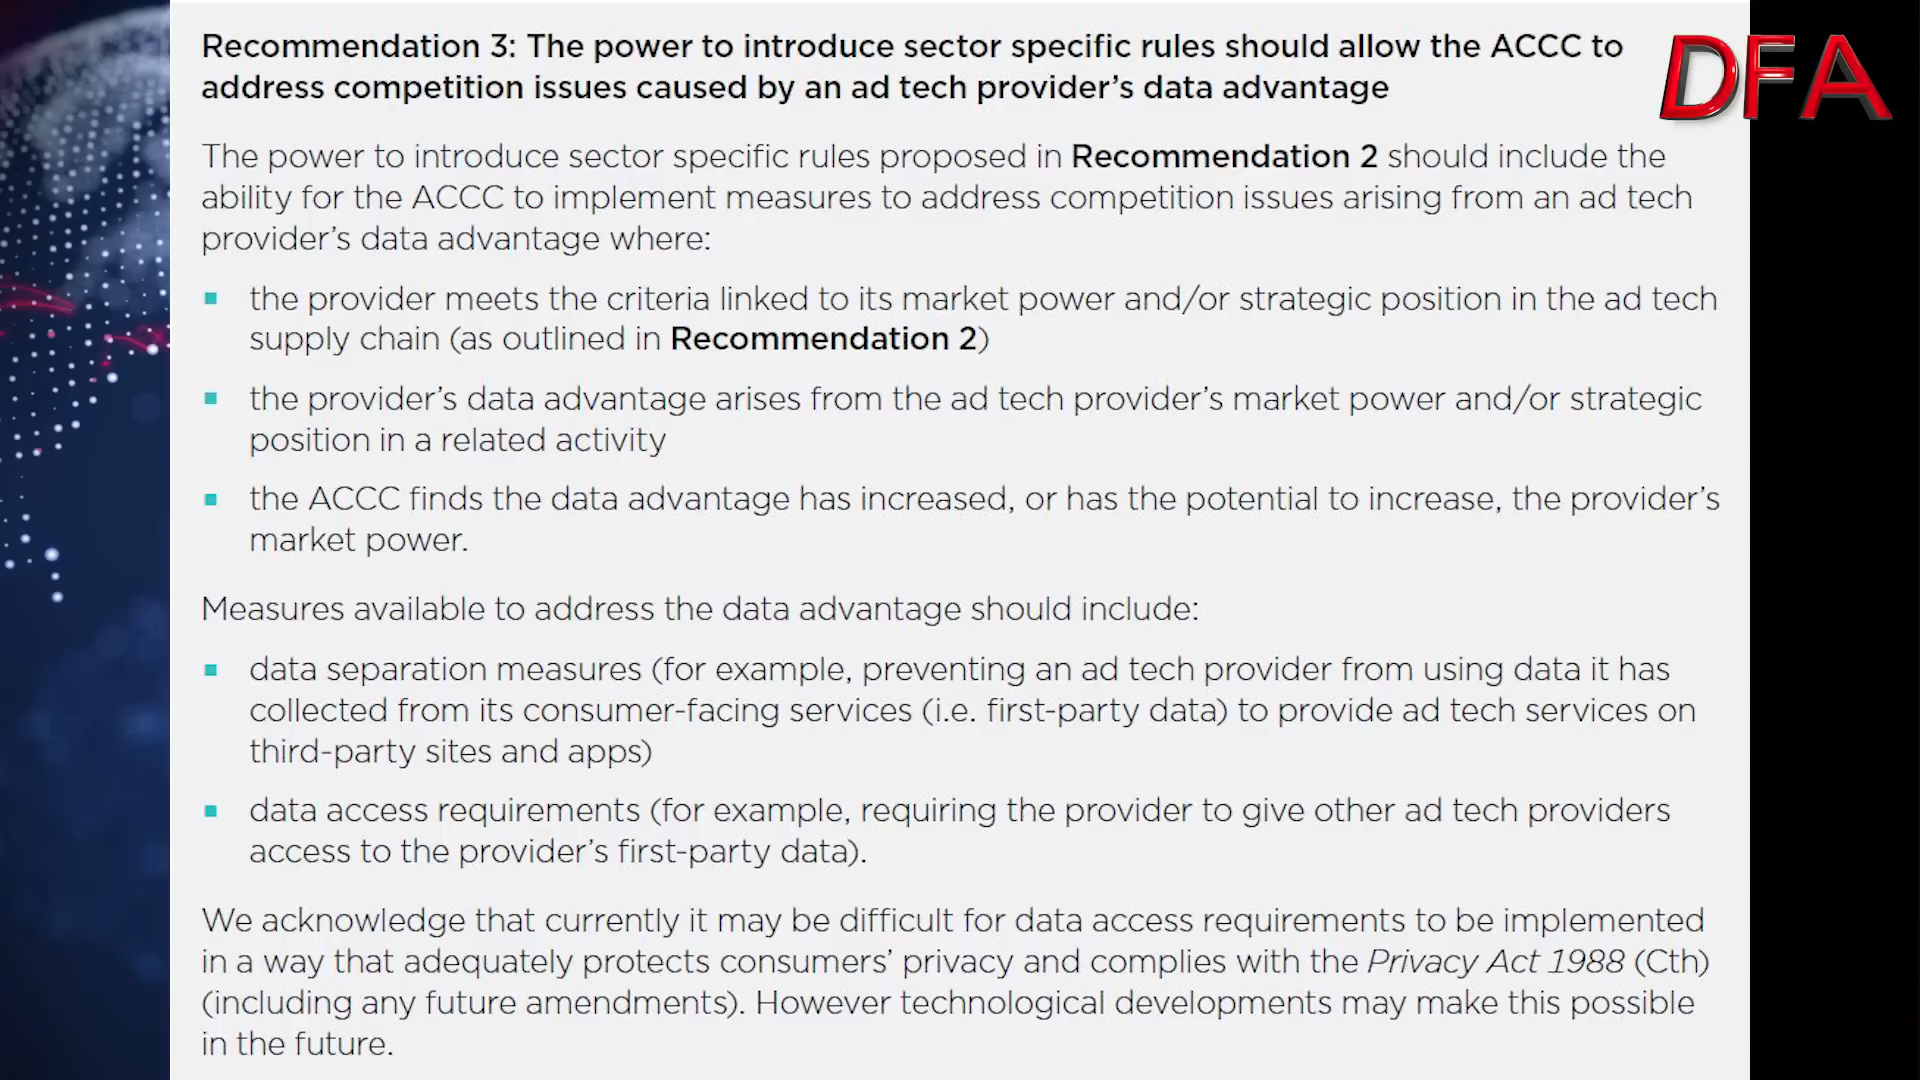 Recommendation 3: The power to introduce sector specific rules should allow the ACCC to
address competition issues caused by an ad tech provider’s data advantage
DFA
The power to introduce sector specific rules proposed in Recommendation 2 should include the
ability for the ACCC to implement measures to address competition issues arising from an ad tech
provider’s data advantage where:
the provider meets the criteria linked to its market power and/or strategic position in the ad tech
supply chain (as outlined in Recommendation 2)
the provider’s data advantage arises from the ad tech provider’s market power and/or strategic
position in a related activity
the ACCC finds the data advantage has increased, or has the potential to increase, the provider’s
market power.
Measures available to address the data advantage should include:
data separation measures (for example, preventing an ad tech provider from using data it has
collected from its consumer-facing services (i.e. first-party data) to provide ad tech services on
third-party sites and apps)
data access requirements (for example, requiring the provider to give other ad tech providers
access to the provider’s first-party data).
We acknowledge that currently it may be difficult for data access requirements to be implemented
in a way that adequately protects consumers’ privacy and complies with the Privacy Act 1988 (Cth)
(including any future amendments). However technological developments may make this possible
in the future.